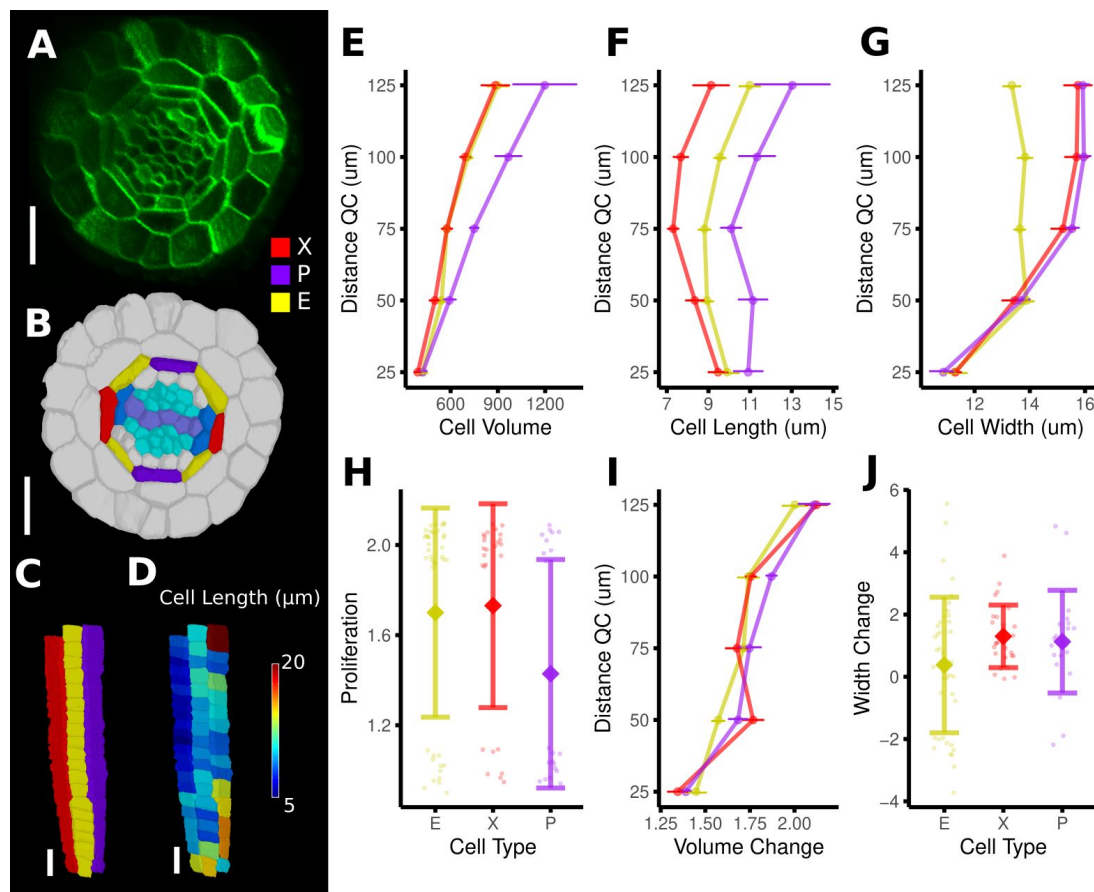 A
X
P
E
B
C
D
Cell Length (µm)
20
5
E
Distance QC (um)
125
100
75
50
25
600 900 1200
Cell Volume
F
Distance QC (um)
125
100
75
50
25
7 9 11 13 15
Cell Length (um)
G
Distance QC (um)
125
100
75
50
25
12 14 16
Cell Width (um)
H
Proliferation
2.0
1.6
1.2
E X P
Cell Type
I
Distance QC (um)
125
100
75
50
25
1.25 1.50 1.75 2.00
Volume Change
J
Width Change
6
4
2
0
−2
−4
E X P
Cell Type